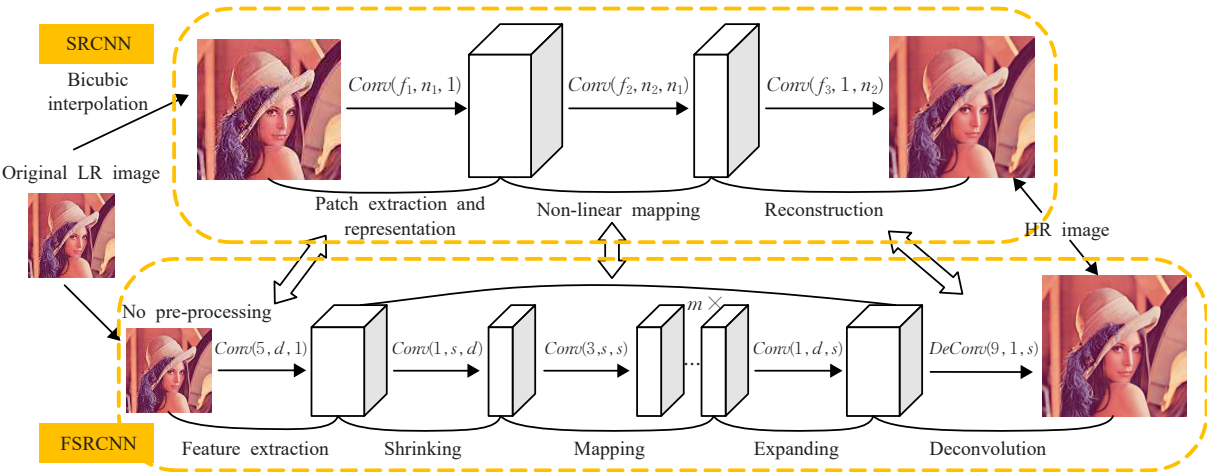 SRCNN
Bicubic
interpolation
Original LR image
Conv(f₁, n₁, 1)
Conv(f₂, n₂, n₁)
Conv(f₃, 1, n₂)
Patch extraction and
representation
Non-linear mapping
Reconstruction
HR image
No pre-processing
m ×
Conv(5, d, 1)
Conv(1, s, d)
Conv(3, s, s)
...
Conv(1, d, s)
DeConv(9, 1, s)
FSRCNN
Feature extraction
Shrinking
Mapping
Expanding
Deconvolution